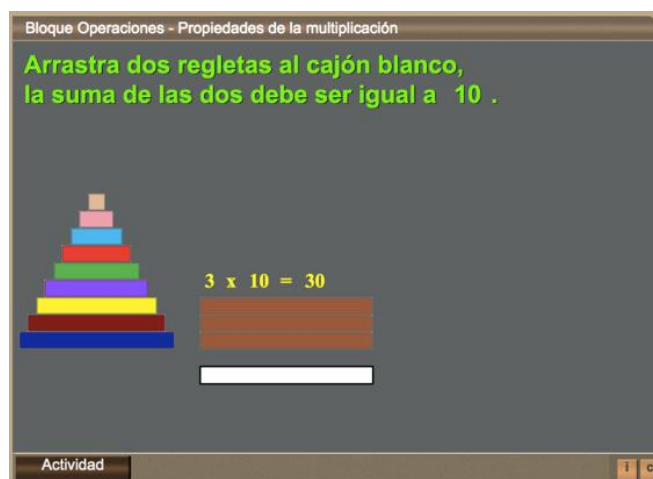 Bloque Operaciones - Propiedades de la multiplicación
Arrastra dos regletas al cajón blanco,
la suma de las dos debe ser igual a 10 .
3 x 10 = 30
Actividad
i c